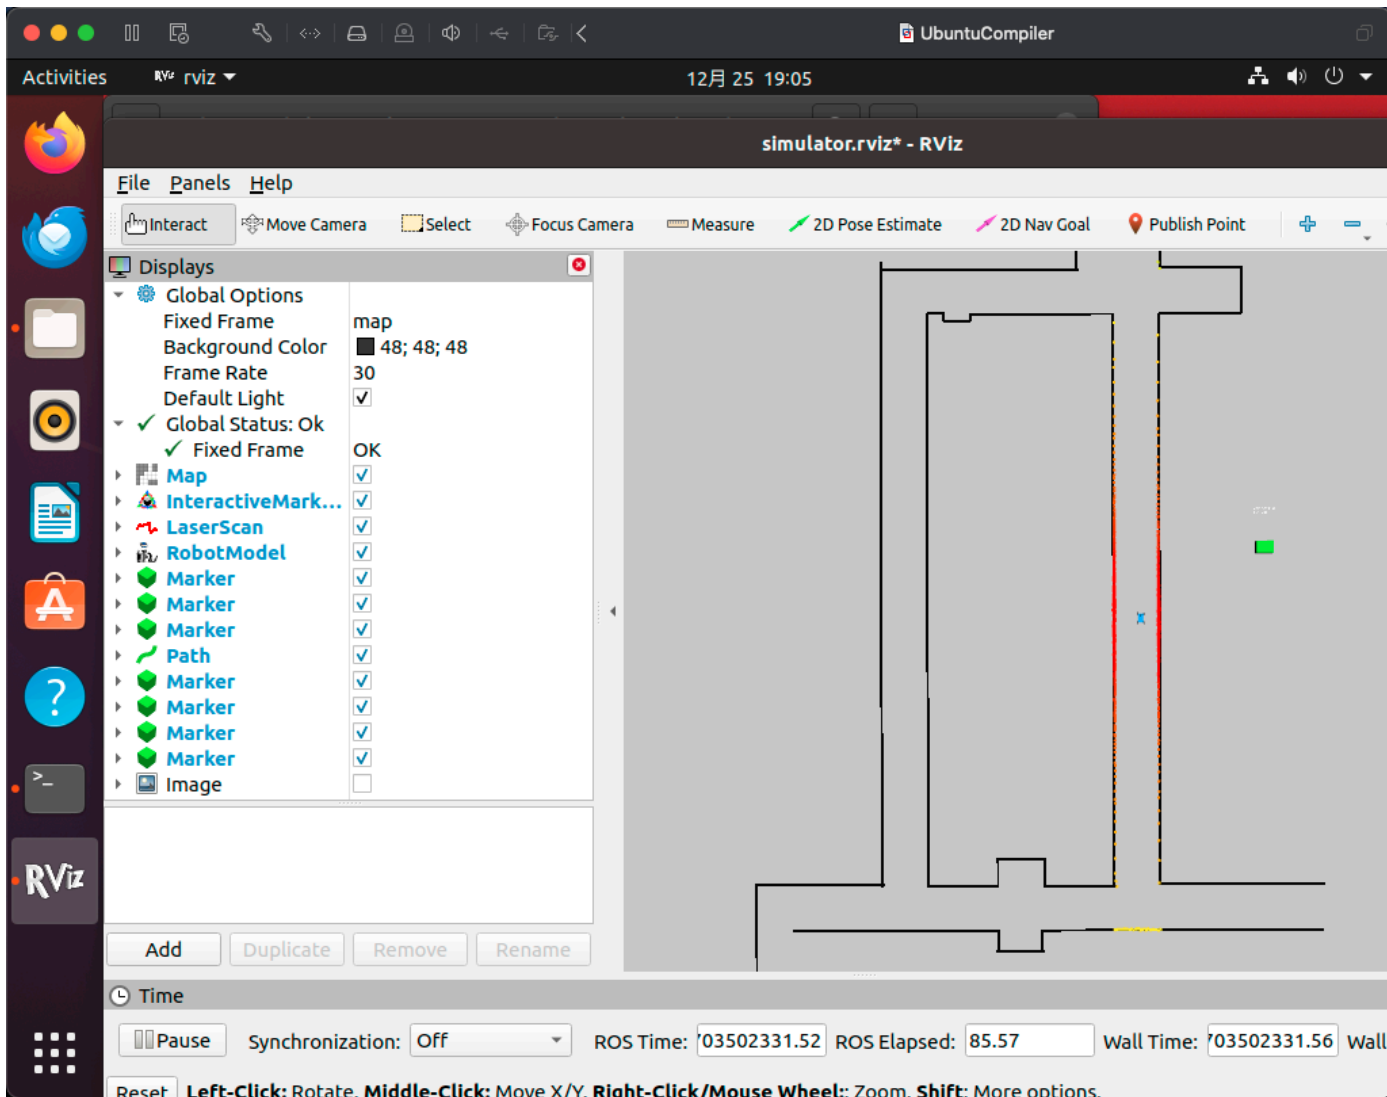 UbuntuCompiler
Activities
RViz rviz
12月 25 19:05
simulator.rviz* - RViz
File Panels Help
Interact Move Camera Select Focus Camera Measure 2D Pose Estimate 2D Nav Goal Publish Point
Displays
Global Options
Fixed Frame map
Background Color 48; 48; 48
Frame Rate 30
Default Light
Global Status: Ok
Fixed Frame OK
Map
InteractiveMark...
LaserScan
RobotModel
Marker
Marker
Marker
Path
Marker
Marker
Marker
Marker
Image
>_
RViz
Add Duplicate Remove Rename
Time
Pause Synchronization: Off ROS Time: 703502331.52 ROS Elapsed: 85.57 Wall Time: 703502331.56 Wall
Reset Left-Click: Rotate. Middle-Click: Move X/Y. Right-Click/Mouse Wheel:: Zoom. Shift: More options.